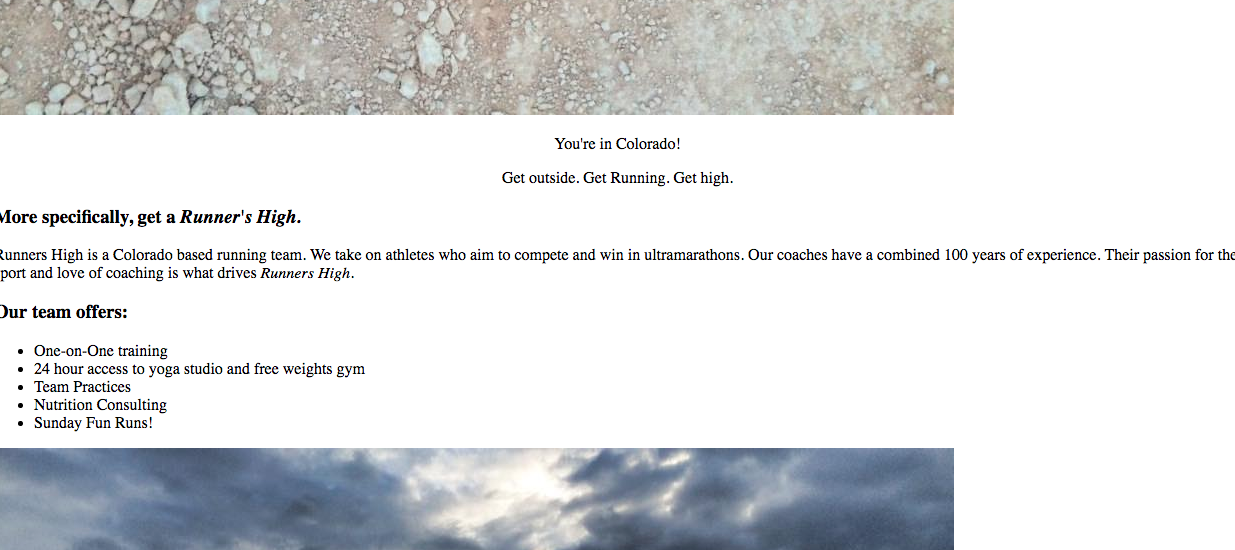 You're in Colorado!
Get outside. Get Running. Get high.
More specifically, get a Runner's High.
Runners High is a Colorado based running team. We take on athletes who aim to compete and win in ultramarathons. Our coaches have a combined 100 years of experience. Their passion for the
sport and love of coaching is what drives Runners High.
Our team offers:
One-on-One training
24 hour access to yoga studio and free weights gym
Team Practices
Nutrition Consulting
Sunday Fun Runs!